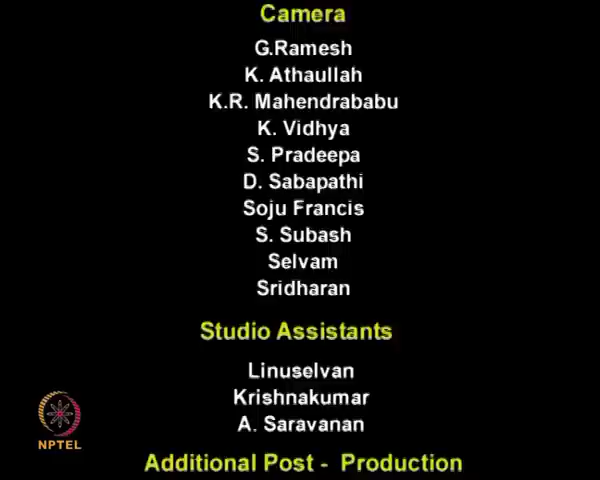 Camera
G.Ramesh
K. Athaullah
K.R. Mahendrababu
K. Vidhya
S. Pradeepa
D. Sabapathi
Soju Francis
S. Subash
Selvam
Sridharan
Studio Assistants
Linuselvan
Krishnakumar
A. Saravanan
NPTEL
Additional Post - Production